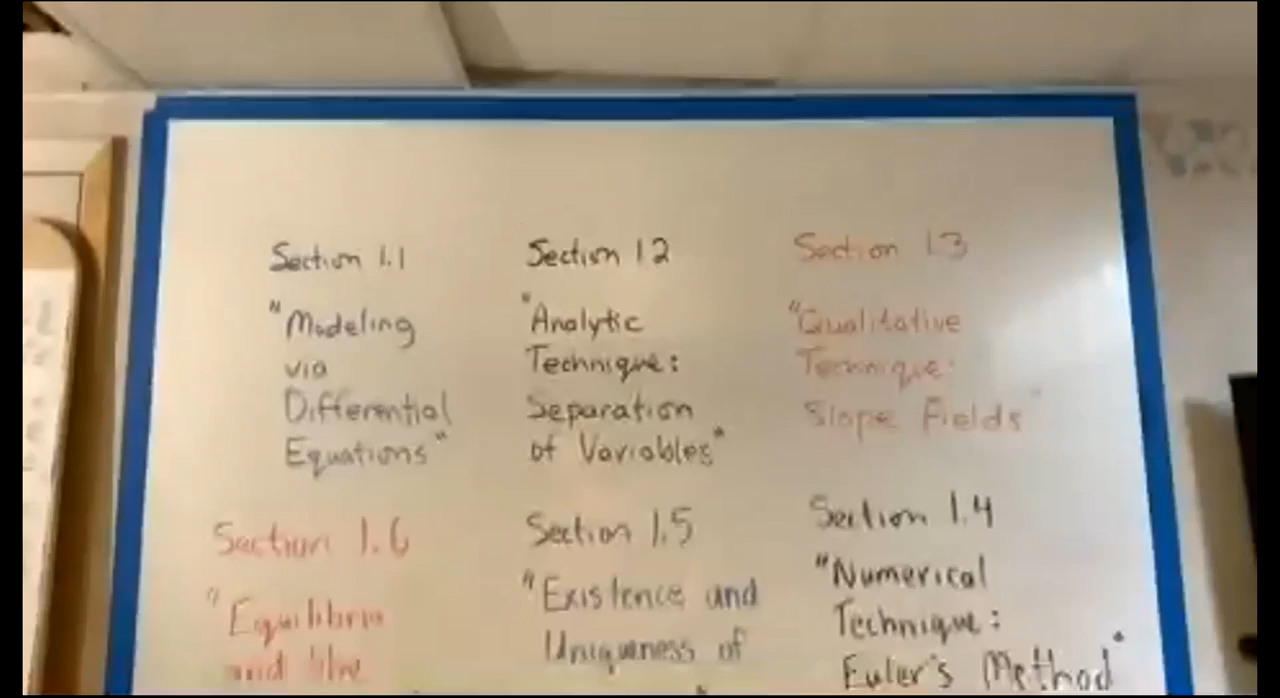 Section 1.1
"Modeling
via
Differential
Equations"
Section 1.2
"Analytic
Technique:
Separation
of Variables"
Section 1.3
"Qualitative
Technique:
Slope Fields"
Section 1.6
"Equilibria
and the
Section 1.5
"Existence and
Uniqueness of
Section 1.4
"Numerical
Technique:
Euler's Method"